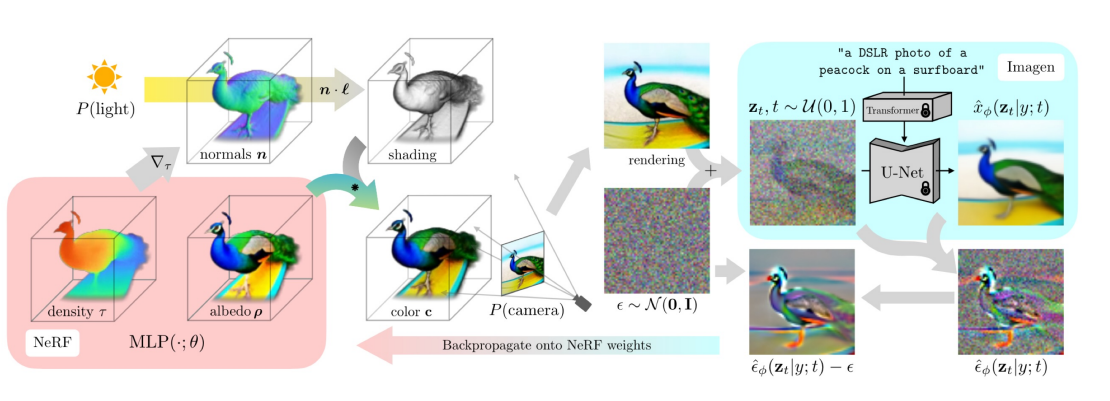 P(light)
n · ℓ
normals n
shading
∇τ
density τ
albedo ρ
NeRF
MLP(·; θ)
color c
P(camera)
rendering
+
ϵ ∼ 𝒩(0, I)
"a DSLR photo of a
peacock on a surfboard"
Imagen
Transformer
z_t, t ∼ 𝒰(0, 1)
x̂_ϕ(z_t|y; t)
U-Net
Backpropagate onto NeRF weights
ϵ̂_ϕ(z_t|y; t) − ϵ
ϵ̂_ϕ(z_t|y; t)